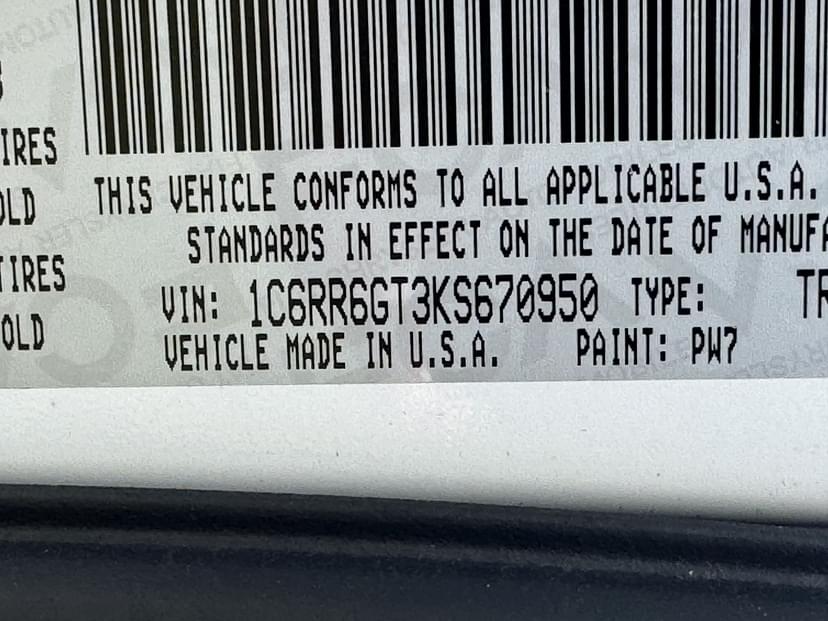 IRES
THIS VEHICLE CONFORMS TO ALL APPLICABLE U.S.A.
OLD
STANDARDS IN EFFECT ON THE DATE OF MANUFA
TIRES
VIN: 1C6RR6GT3KS670950 TYPE: TR
OLD
VEHICLE MADE IN U.S.A. PAINT: PW7